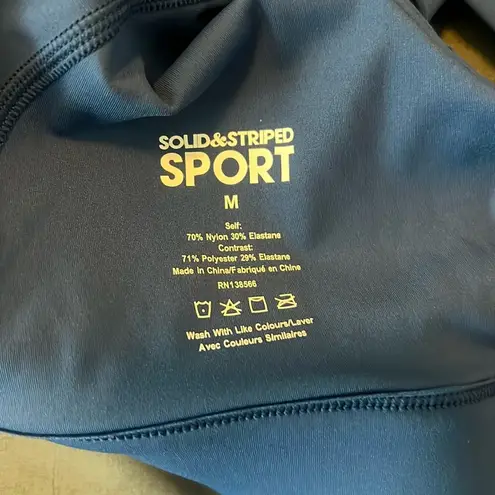 SOLID&STRIPED
SPORT
M
Self:
70% Nylon 30% Elastane
Contrast:
71% Polyester 29% Elastane
Made in China/Fabriqué en Chine
RN138566
Wash With Like Colours/Laver
Avec Couleurs Similaires